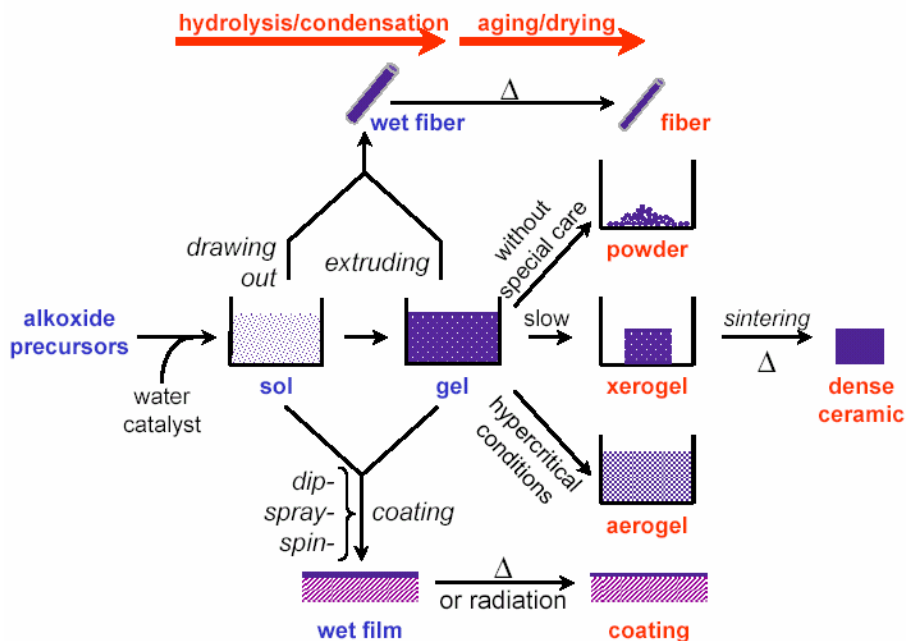 hydrolysis/condensation
aging/drying
Δ
wet fiber
fiber
drawing
out
extruding
without
special care
powder
alkoxide
precursors
water
catalyst
sol
gel
slow
xerogel
sintering
Δ
dense
ceramic
hypercritical
conditions
aerogel
dip-
spray-
spin-
coating
Δ
or radiation
wet film
coating